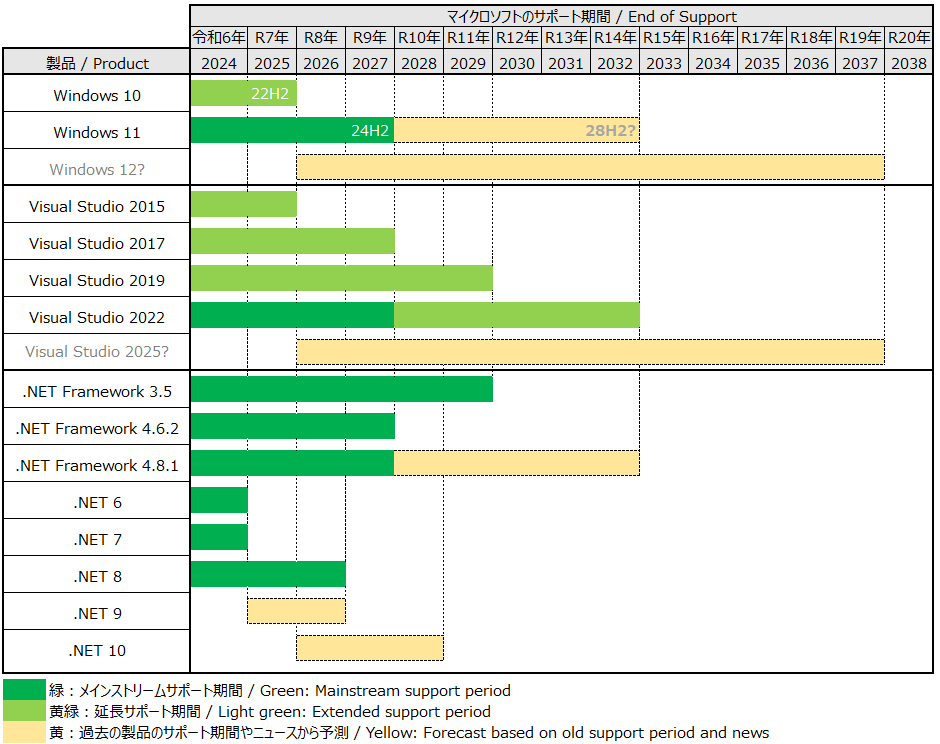 マイクロソフトのサポート期間 / End of Support
令和6年 R7年 R8年 R9年 R10年 R11年 R12年 R13年 R14年 R15年 R16年 R17年 R18年 R19年 R20年
製品 / Product 2024 2025 2026 2027 2028 2029 2030 2031 2032 2033 2034 2035 2036 2037 2038
Windows 10 22H2
Windows 11 24H2 28H2?
Windows 12?
Visual Studio 2015
Visual Studio 2017
Visual Studio 2019
Visual Studio 2022
Visual Studio 2025?
.NET Framework 3.5
.NET Framework 4.6.2
.NET Framework 4.8.1
.NET 6
.NET 7
.NET 8
.NET 9
.NET 10
緑：メインストリームサポート期間 / Green: Mainstream support period
黄緑：延長サポート期間 / Light green: Extended support period
黄：過去の製品のサポート期間やニュースから予測 / Yellow: Forecast based on old support period and news